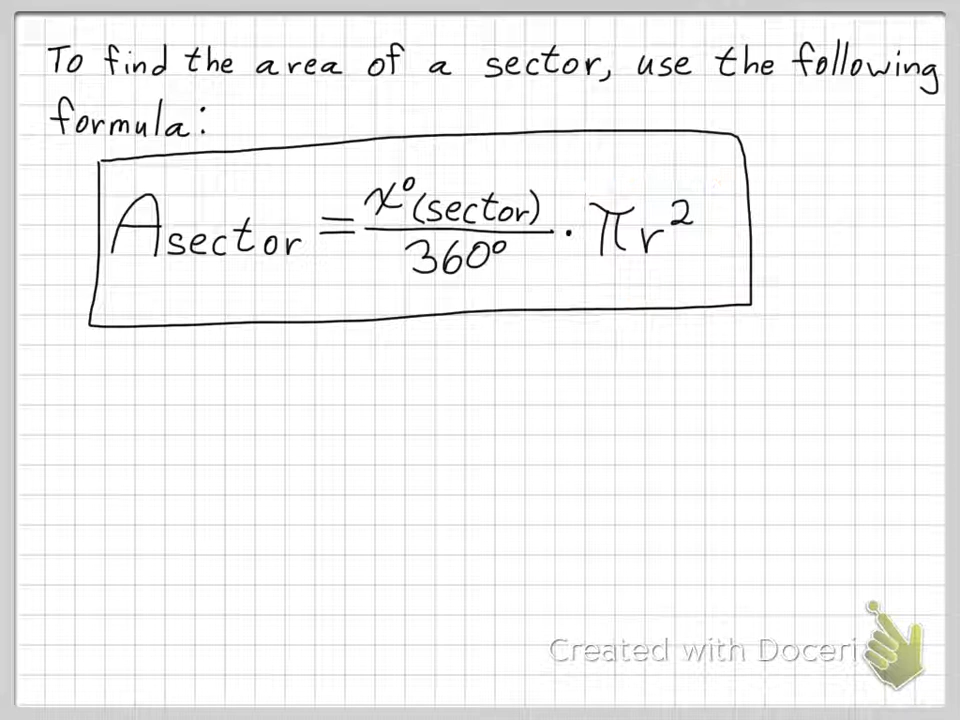 To find the area of a sector, use the following
formula:
Asector = x°(sector)/360° · πr²
Created with Doceri